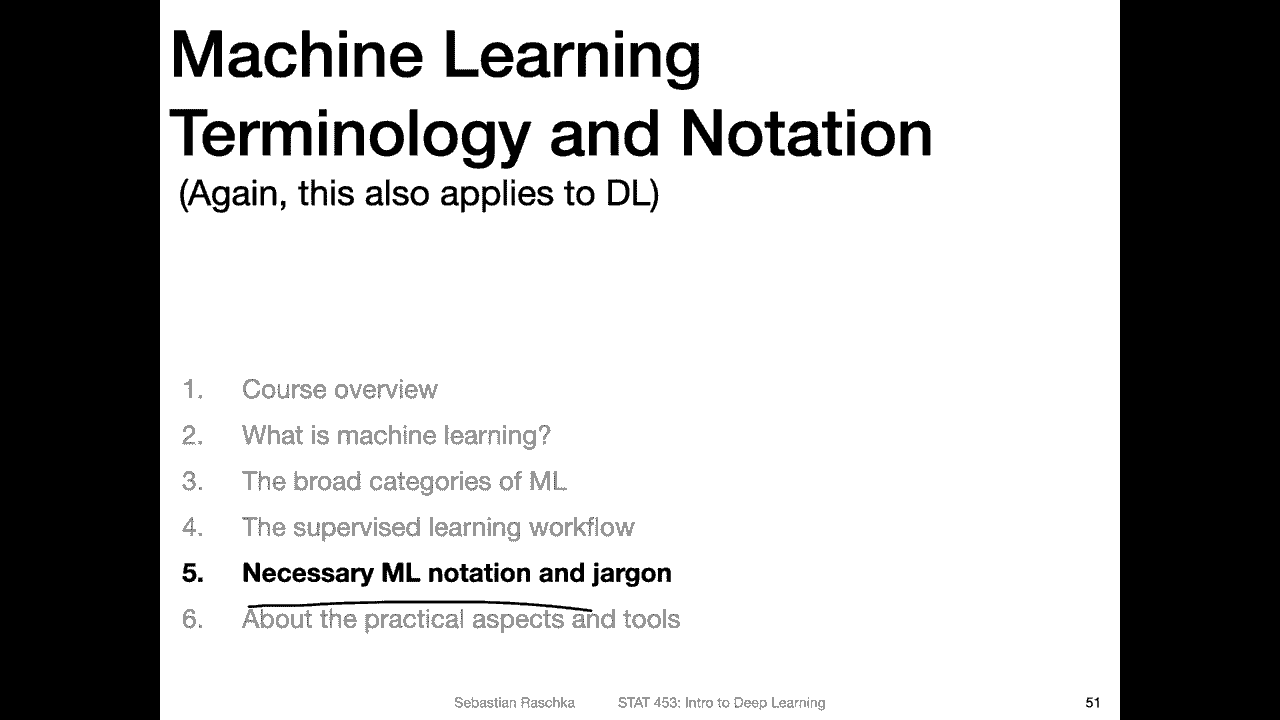 Machine Learning
Terminology and Notation
(Again, this also applies to DL)
1. Course overview
2. What is machine learning?
3. The broad categories of ML
4. The supervised learning workflow
5. Necessary ML notation and jargon
6. About the practical aspects and tools
Sebastian Raschka STAT 453: Intro to Deep Learning 51